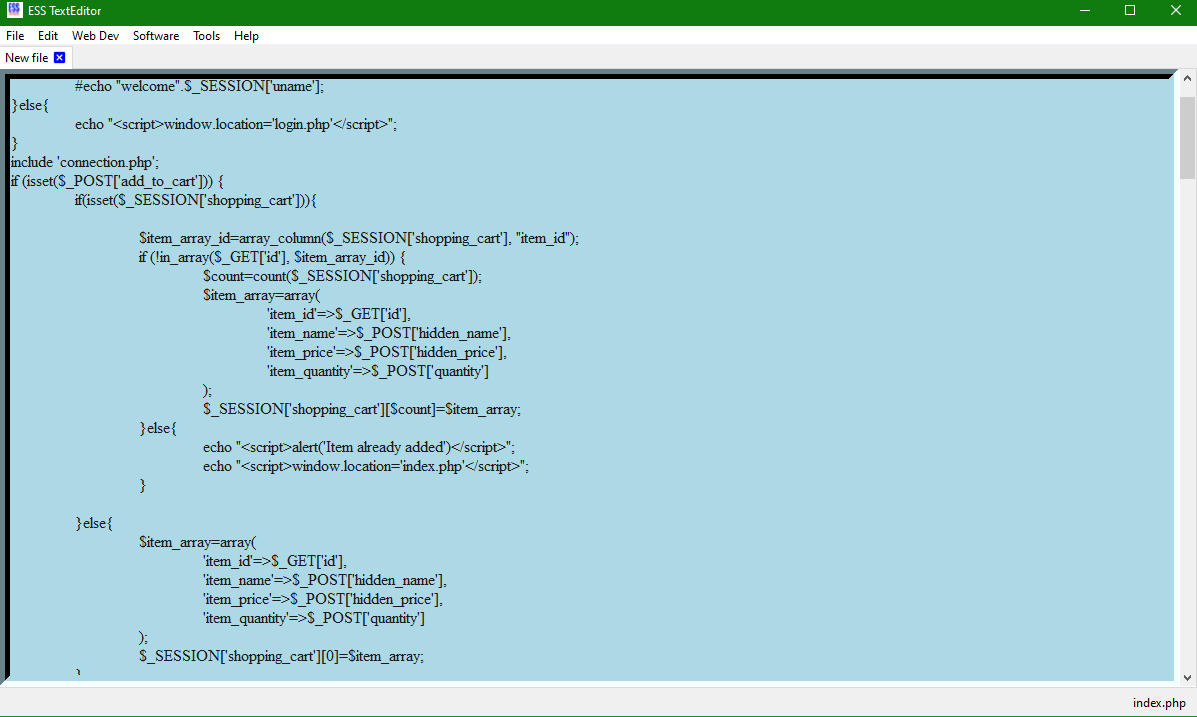 ESS ESS TextEditor
File Edit Web Dev Software Tools Help
New file
#echo "welcome".$_SESSION['uname'];
}else{
echo "<script>window.location='login.php'</script>";
}
include 'connection.php';
if (isset($_POST['add_to_cart'])) {
if(isset($_SESSION['shopping_cart'])){
$item_array_id=array_column($_SESSION['shopping_cart'], "item_id");
if (!in_array($_GET['id'], $item_array_id)) {
$count=count($_SESSION['shopping_cart']);
$item_array=array(
'item_id'=>$_GET['id'],
'item_name'=>$_POST['hidden_name'],
'item_price'=>$_POST['hidden_price'],
'item_quantity'=>$_POST['quantity']
);
$_SESSION['shopping_cart'][$count]=$item_array;
}else{
echo "<script>alert('Item already added')</script>";
echo "<script>window.location='index.php'</script>";
}
}else{
$item_array=array(
'item_id'=>$_GET['id'],
'item_name'=>$_POST['hidden_name'],
'item_price'=>$_POST['hidden_price'],
'item_quantity'=>$_POST['quantity']
);
$_SESSION['shopping_cart'][0]=$item_array;
}
index.php